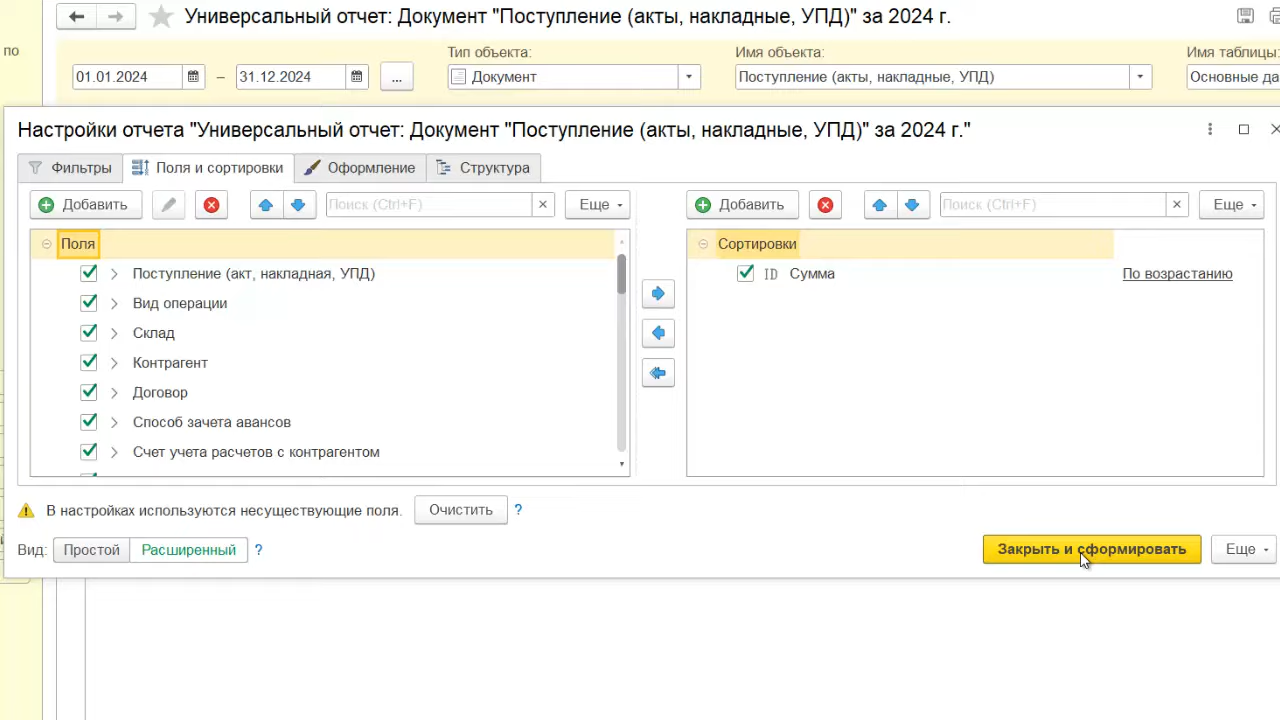 Универсальный отчет: Документ "Поступление (акты, накладные, УПД)" за 2024 г.
по
Тип объекта:
Имя объекта:
Имя таблицы:
01.01.2024 – 31.12.2024 ...
Документ
Поступление (акты, накладные, УПД)
Основные да
Настройки отчета "Универсальный отчет: Документ "Поступление (акты, накладные, УПД)" за 2024 г."
Фильтры
Поля и сортировки
Оформление
Структура
Добавить
Поиск (Ctrl+F)
Еще
Добавить
Поиск (Ctrl+F)
Еще
Поля
Поступление (акт, накладная, УПД)
Вид операции
Склад
Контрагент
Договор
Способ зачета авансов
Счет учета расчетов с контрагентом
Сортировки
ID Сумма По возрастанию
В настройках используются несуществующие поля. Очистить ?
Вид: Простой Расширенный ?
Закрыть и сформировать
Еще